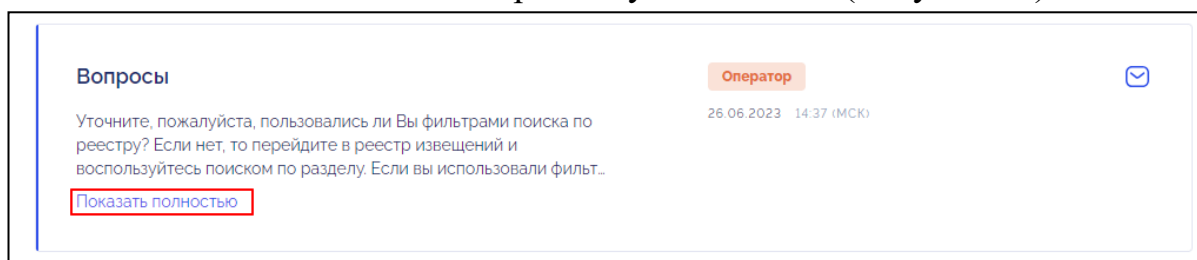 Вопросы
Оператор
26.06.2023 14:37 (МСК)
Уточните, пожалуйста, пользовались ли Вы фильтрами поиска по
реестру? Если нет, то перейдите в реестр извещений и
воспользуйтесь поиском по разделу. Если вы использовали фильт...
Показать полностью